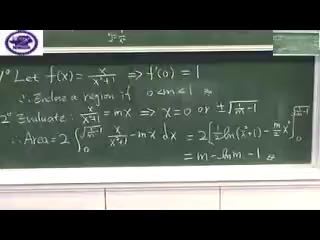 1° Let f(x) = x/(x²+1) ⇒ f'(0) = 1
∴ Enclose a region if 0 < m < 1
2° Evaluate: x/(x²+1) = mx ⇒ x = 0 or ±√(1/m −1)
∴ Area = 2∫₀^√(1/m −1) x/(x²+1) − mx dx = 2[½ln(x²+1) − m/2 x²]₀^√(1/m −1)
= m − ln m − 1